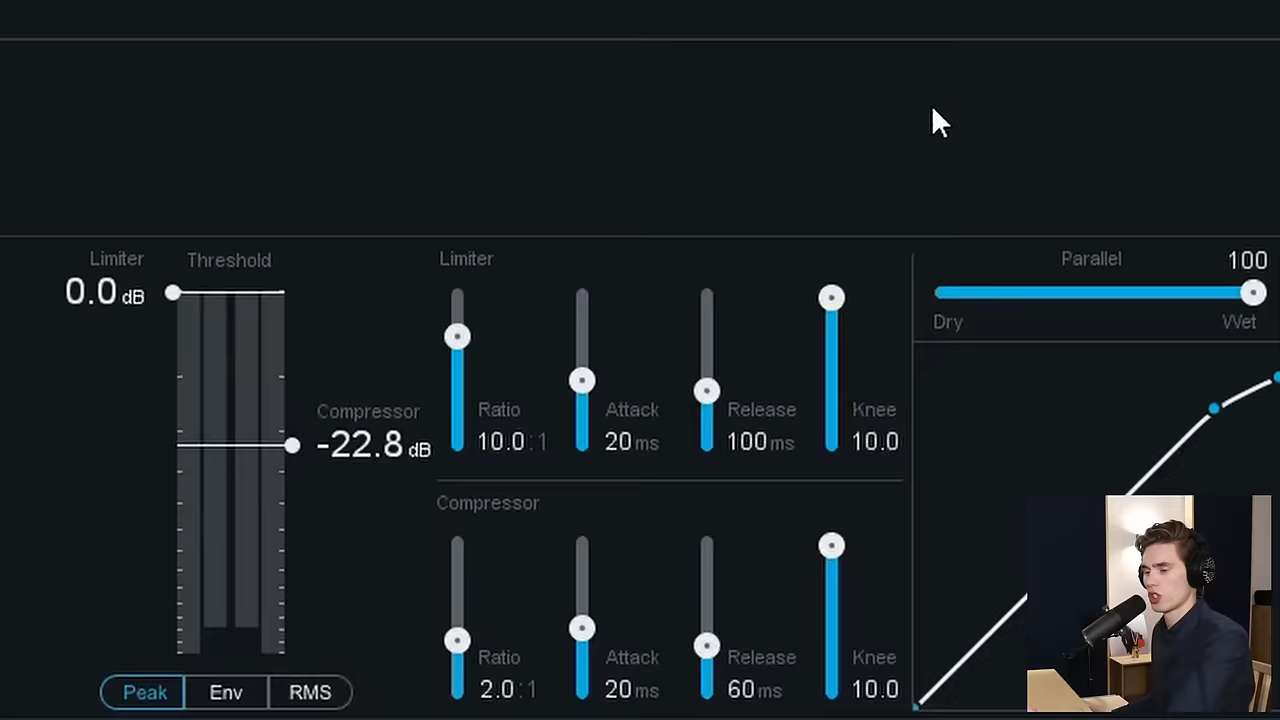 Limiter Threshold
0.0 dB
Compressor
-22.8 dB
Limiter
Ratio Attack Release Knee
10.0 : 1 20 ms 100 ms 10.0
Compressor
Ratio Attack Release Knee
2.0 : 1 20 ms 60 ms 10.0
Peak Env RMS
Parallel 100
Dry Wet